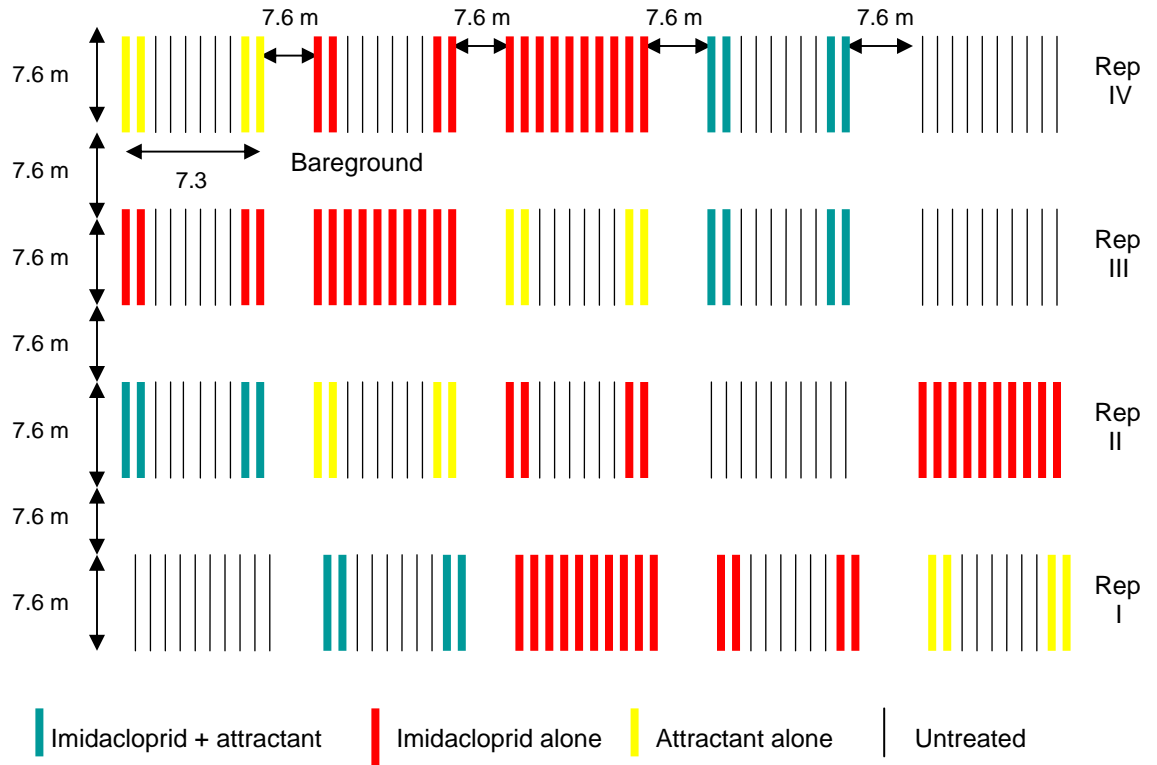 7.6 m 7.6 m 7.6 m 7.6 m
7.6 m
Rep
IV
7.6 m
7.3
Bareground
7.6 m
Rep
III
7.6 m
7.6 m
Rep
II
7.6 m
7.6 m
Rep
I
Imidacloprid + attractant Imidacloprid alone Attractant alone Untreated